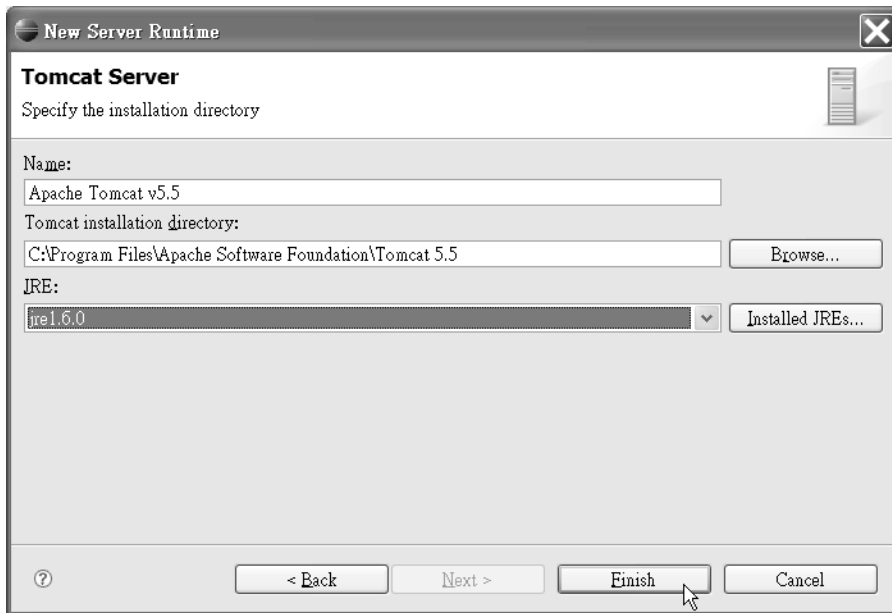 New Server Runtime
Tomcat Server
Specify the installation directory
Name:
Apache Tomcat v5.5
Tomcat installation directory:
C:\Program Files\Apache Software Foundation\Tomcat 5.5
Browse...
JRE:
jre1.6.0
Installed JREs...
?
< Back
Next >
Finish
Cancel